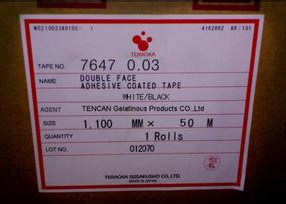 TERAOKA
TAPE NO. 7647 0.03
NAME DOUBLE FACE
ADHESIVE COATED TAPE
WHITE/BLACK
AGENT TENCAN Gelatinous Products CO.,Ltd
SIZE 1,100 MM× 50 M
QUANTITY 1 Rolls
LOT NO. 012070
TERAOKA SEISAKUSHO CO.,LTD.
MADE IN JAPAN